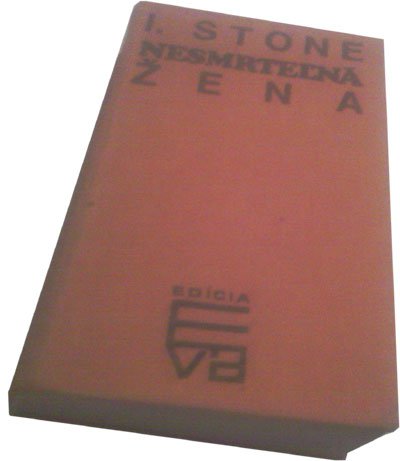 I. STONE
NESMRTEĽNÁ
ŽENA
EDÍCIA
EVA